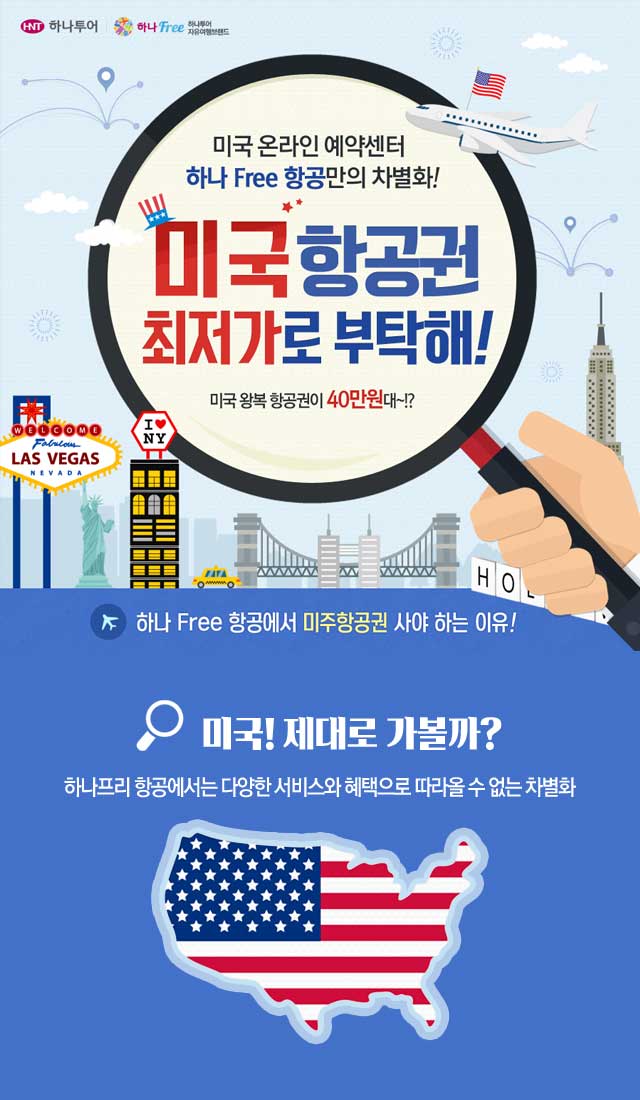 HNT 하나투어 하나 Free 하나투어
자유여행브랜드
미국 온라인 예약센터
하나 Free 항공만의 차별화!
미국 항공권
최저가로 부탁해!
미국 왕복 항공권이 40만원대~!?
WELCOME
Fabulous
LAS VEGAS
NEVADA
I ♥
NY
HOL
하나 Free 항공에서 미주항공권 사야 하는 이유!
미국! 제대로 가볼까?
하나프리 항공에서는 다양한 서비스와 혜택으로 따라올 수 없는 차별화